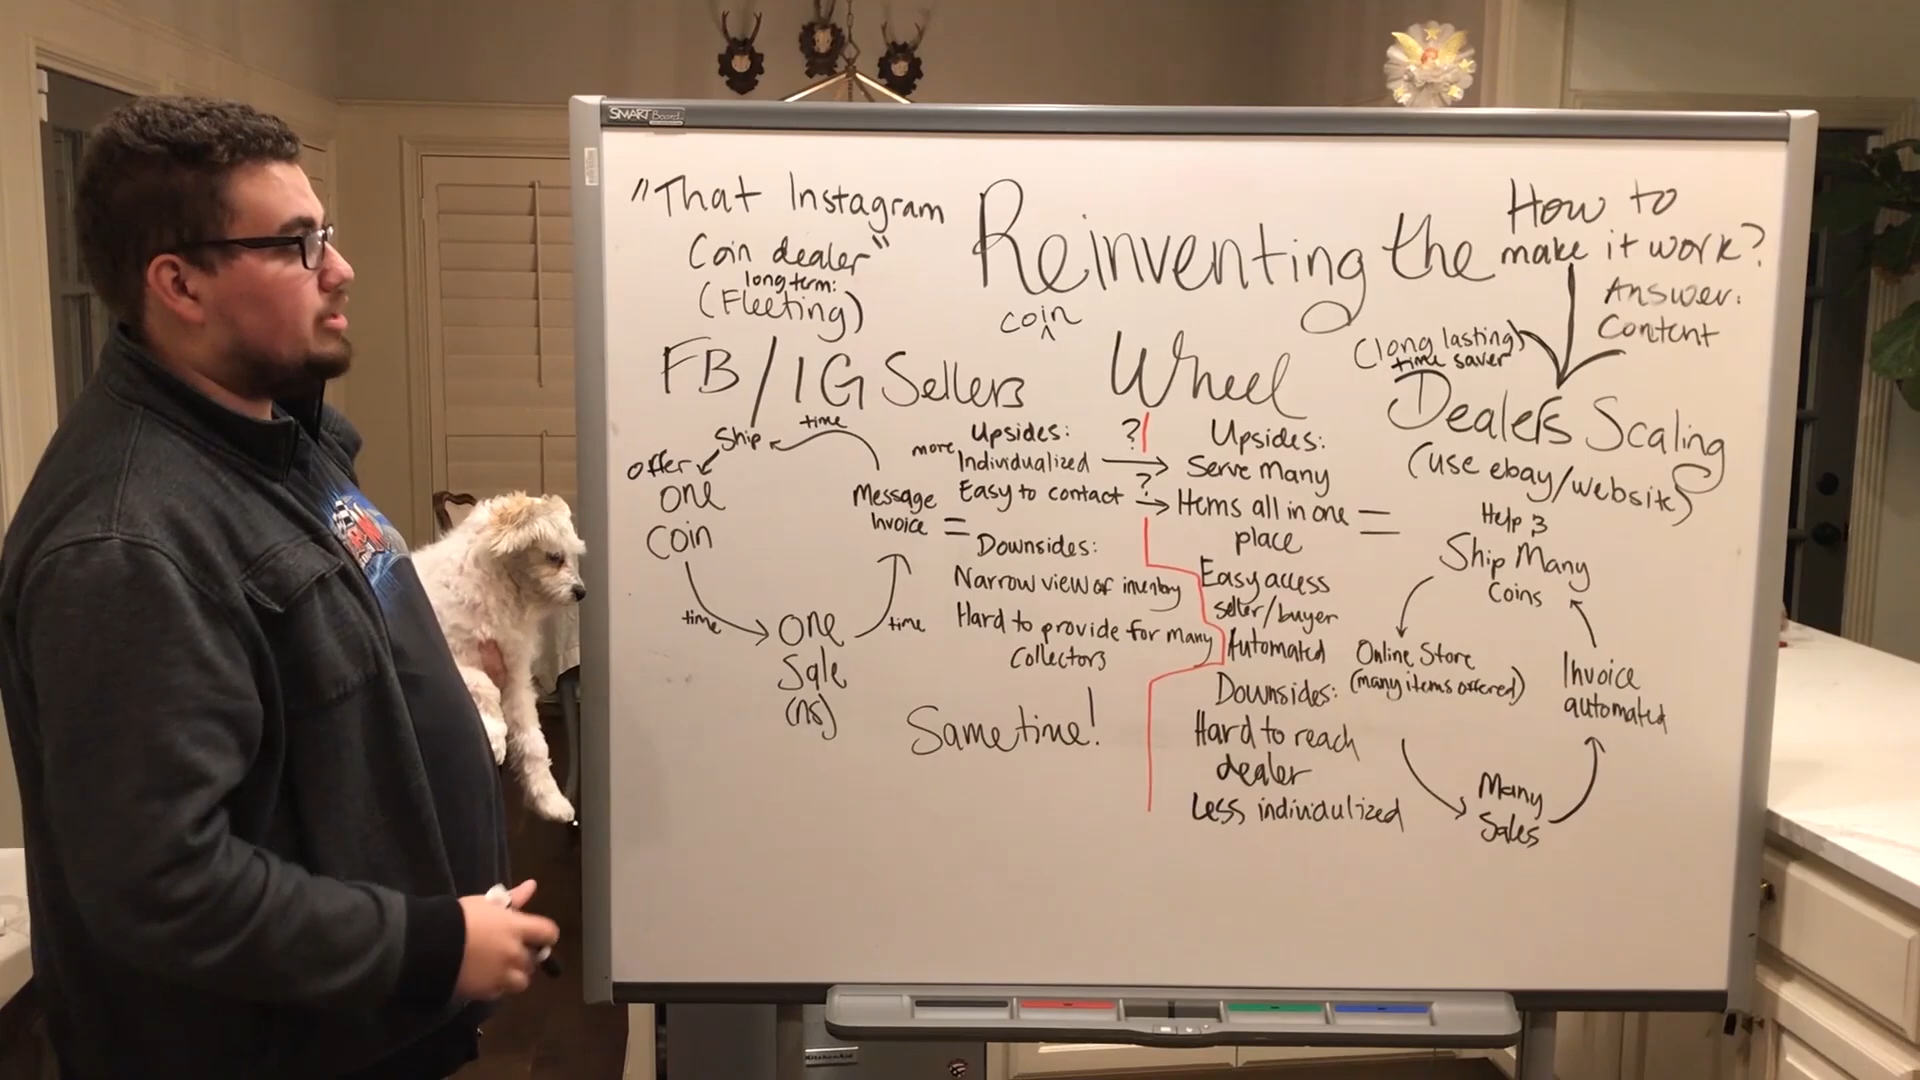 SMART Board
"That Instagram
Coin dealer"
long term:
(Fleeting)
Reinventing the
coin
^
Wheel
How to
make it work?
Answer:
Content
FB/IG Sellers
Ship
time
offer
one
coin
time
One
Sale
(ns)
time
Message
Invoice
=
more
Upsides:
Individualized
Easy to contact
Downsides:
Narrow view of inventory
Hard to provide for many
Collectors
Same time!
?
?
Upsides:
Serve Many
Items all in one
place
Easy access
seller/buyer
Automated
Downsides:
Hard to reach
dealer
Less indiviaulized
=
(long lasting)
time saver
Dealers Scaling
(use ebay/website)
Help 3
Ship Many
Coins
Online Store
(many items offered)
Many
Sales
Invoice
automated
KitchenAid